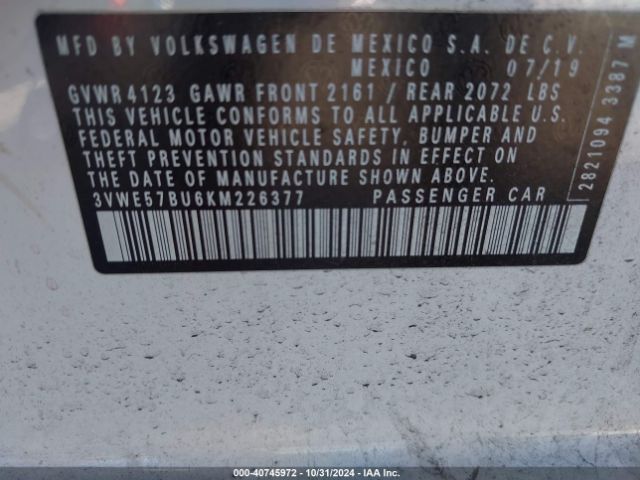 MFD BY VOLKSWAGEN DE MEXICO S.A. DE C.V.
MEXICO 07/19
GVWR 4123 GAWR FRONT 2161 / REAR 2072 LBS
THIS VEHICLE CONFORMS TO ALL APPLICABLE U.S.
FEDERAL MOTOR VEHICLE SAFETY, BUMPER AND
THEFT PREVENTION STANDARDS IN EFFECT ON
THE DATE OF MANUFACTURE SHOWN ABOVE.
3VWE57BU6KM226377 PASSENGER CAR
2821094 3387 M
000-40745972 - 10/31/2024 - IAAI.COM